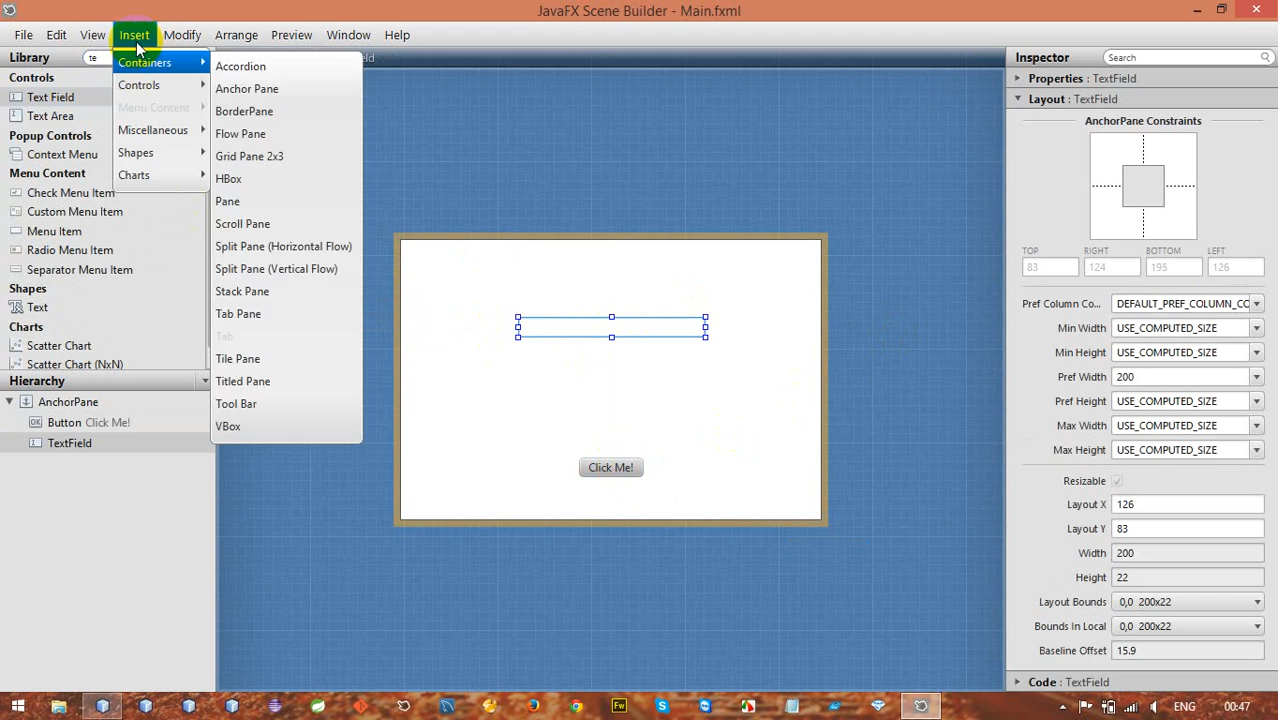 JavaFX Scene Builder - Main.fxml
File Edit View Insert Modify Arrange Preview Window Help
Library
te
Controls
Text Field
Text Area
Popup Controls
Context Menu
Menu Content
Check Menu Item
Custom Menu Item
Menu Item
Radio Menu Item
Separator Menu Item
Shapes
Text
Charts
Scatter Chart
Scatter Chart (NxN)
Hierarchy
AnchorPane
Button Click Me!
TextField
Containers
Controls
Menu Content
Miscellaneous
Shapes
Charts
Accordion
Anchor Pane
BorderPane
Flow Pane
Grid Pane 2x3
HBox
Pane
Scroll Pane
Split Pane (Horizontal Flow)
Split Pane (Vertical Flow)
Stack Pane
Tab Pane
Tab
Tile Pane
Titled Pane
Tool Bar
VBox
Click Me!
Inspector
Search
Properties : TextField
Layout : TextField
AnchorPane Constraints
TOP RIGHT BOTTOM LEFT
83 124 195 126
Pref Column Co... DEFAULT_PREF_COLUMN_CO
Min Width USE_COMPUTED_SIZE
Min Height USE_COMPUTED_SIZE
Pref Width 200
Pref Height USE_COMPUTED_SIZE
Max Width USE_COMPUTED_SIZE
Max Height USE_COMPUTED_SIZE
Resizable
Layout X 126
Layout Y 83
Width 200
Height 22
Layout Bounds 0,0 200x22
Bounds In Local 0,0 200x22
Baseline Offset 15.9
Code : TextField
Fw
ENG
00:47